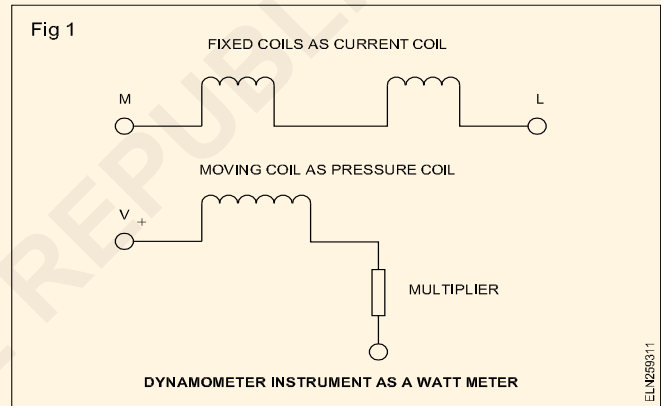 Fig 1
FIXED COILS AS CURRENT COIL
M
L
MOVING COIL AS PRESSURE COIL
V +
MULTIPLIER
DYNAMOMETER INSTRUMENT AS A WATT METER
ELN259311
REPUBL